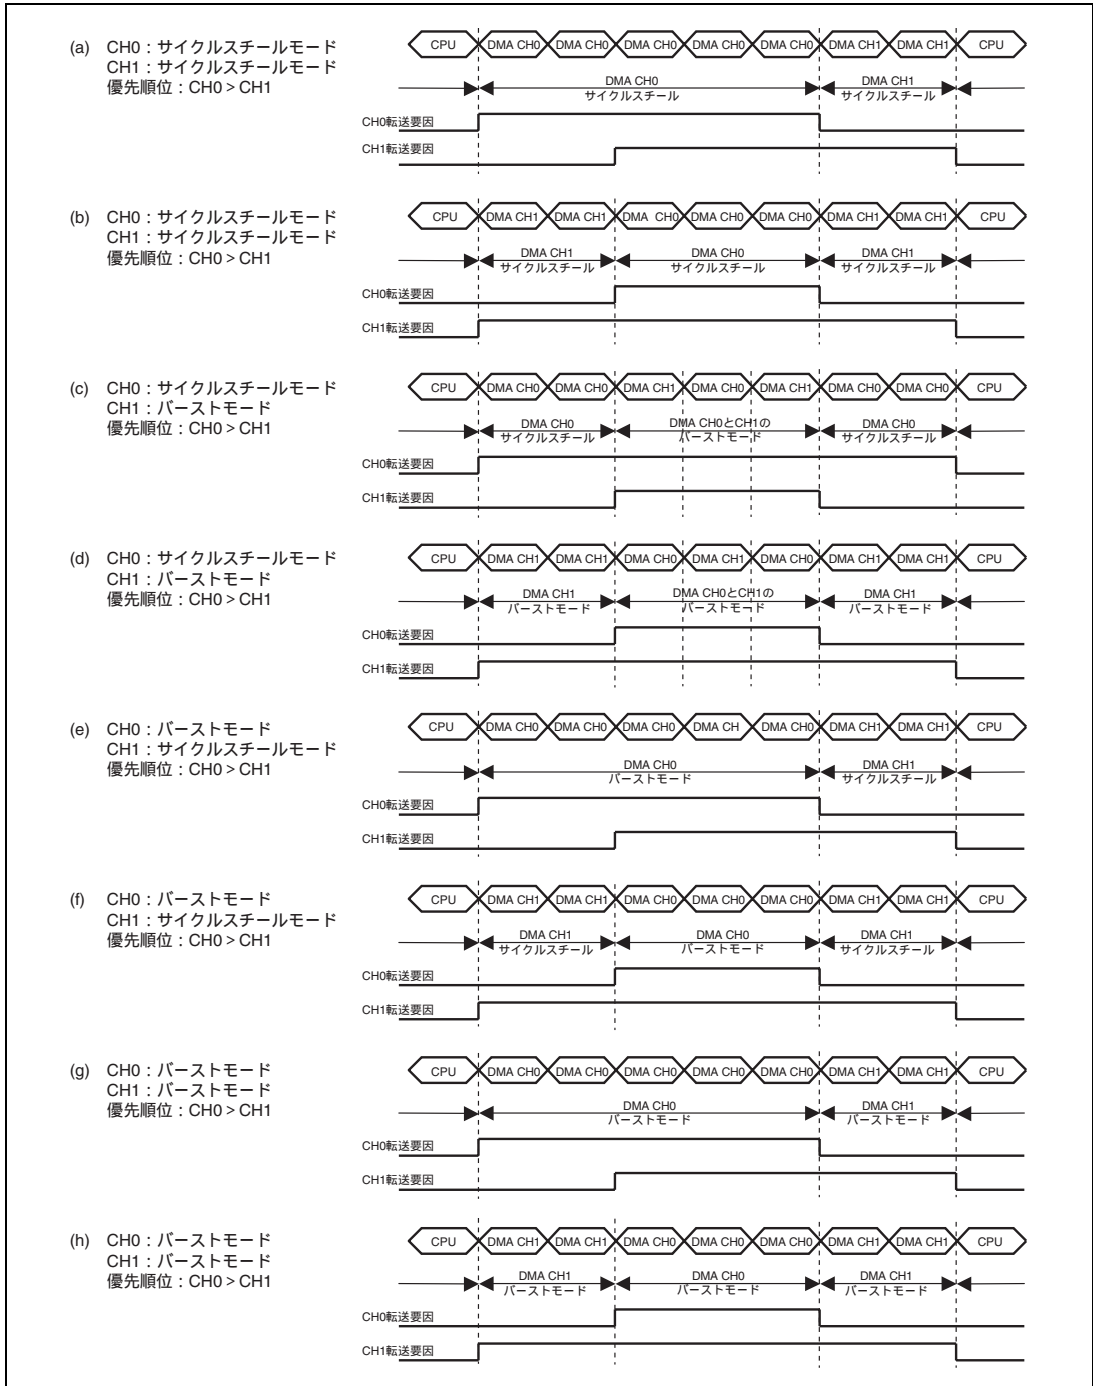 (a) CH0：サイクルスチールモード
CH1：サイクルスチールモード
優先順位：CH0 > CH1
CPU DMA CH0 DMA CH0 DMA CH0 DMA CH0 DMA CH0 DMA CH1 DMA CH1 CPU
DMA CH0 DMA CH1
サイクルスチール サイクルスチール
CH0転送要因
CH1転送要因
(b) CH0：サイクルスチールモード
CH1：サイクルスチールモード
優先順位：CH0 > CH1
CPU DMA CH1 DMA CH1 DMA CH0 DMA CH0 DMA CH0 DMA CH1 DMA CH1 CPU
DMA CH1 DMA CH0 DMA CH1
サイクルスチール サイクルスチール サイクルスチール
CH0転送要因
CH1転送要因
(c) CH0：サイクルスチールモード
CH1：バーストモード
優先順位：CH0 > CH1
CPU DMA CH0 DMA CH0 DMA CH1 DMA CH0 DMA CH1 DMA CH0 DMA CH0 CPU
DMA CH0 DMA CH0とCH1の DMA CH0
サイクルスチール バーストモード サイクルスチール
CH0転送要因
CH1転送要因
(d) CH0：サイクルスチールモード
CH1：バーストモード
優先順位：CH0 > CH1
CPU DMA CH1 DMA CH1 DMA CH0 DMA CH1 DMA CH0 DMA CH1 DMA CH1 CPU
DMA CH1 DMA CH0とCH1の DMA CH1
バーストモード バーストモード バーストモード
CH0転送要因
CH1転送要因
(e) CH0：バーストモード
CH1：サイクルスチールモード
優先順位：CH0 > CH1
CPU DMA CH0 DMA CH0 DMA CH0 DMA CH DMA CH0 DMA CH1 DMA CH1 CPU
DMA CH0 DMA CH1
バーストモード サイクルスチール
CH0転送要因
CH1転送要因
(f) CH0：バーストモード
CH1：サイクルスチールモード
優先順位：CH0 > CH1
CPU DMA CH1 DMA CH1 DMA CH0 DMA CH0 DMA CH0 DMA CH1 DMA CH1 CPU
DMA CH1 DMA CH0 DMA CH1
サイクルスチール バーストモード サイクルスチール
CH0転送要因
CH1転送要因
(g) CH0：バーストモード
CH1：バーストモード
優先順位：CH0 > CH1
CPU DMA CH0 DMA CH0 DMA CH0 DMA CH0 DMA CH0 DMA CH1 DMA CH1 CPU
DMA CH0 DMA CH1
バーストモード バーストモード
CH0転送要因
CH1転送要因
(h) CH0：バーストモード
CH1：バーストモード
優先順位：CH0 > CH1
CPU DMA CH1 DMA CH1 DMA CH0 DMA CH0 DMA CH0 DMA CH1 DMA CH1 CPU
DMA CH1 DMA CH0 DMA CH1
バーストモード バーストモード バーストモード
CH0転送要因
CH1転送要因